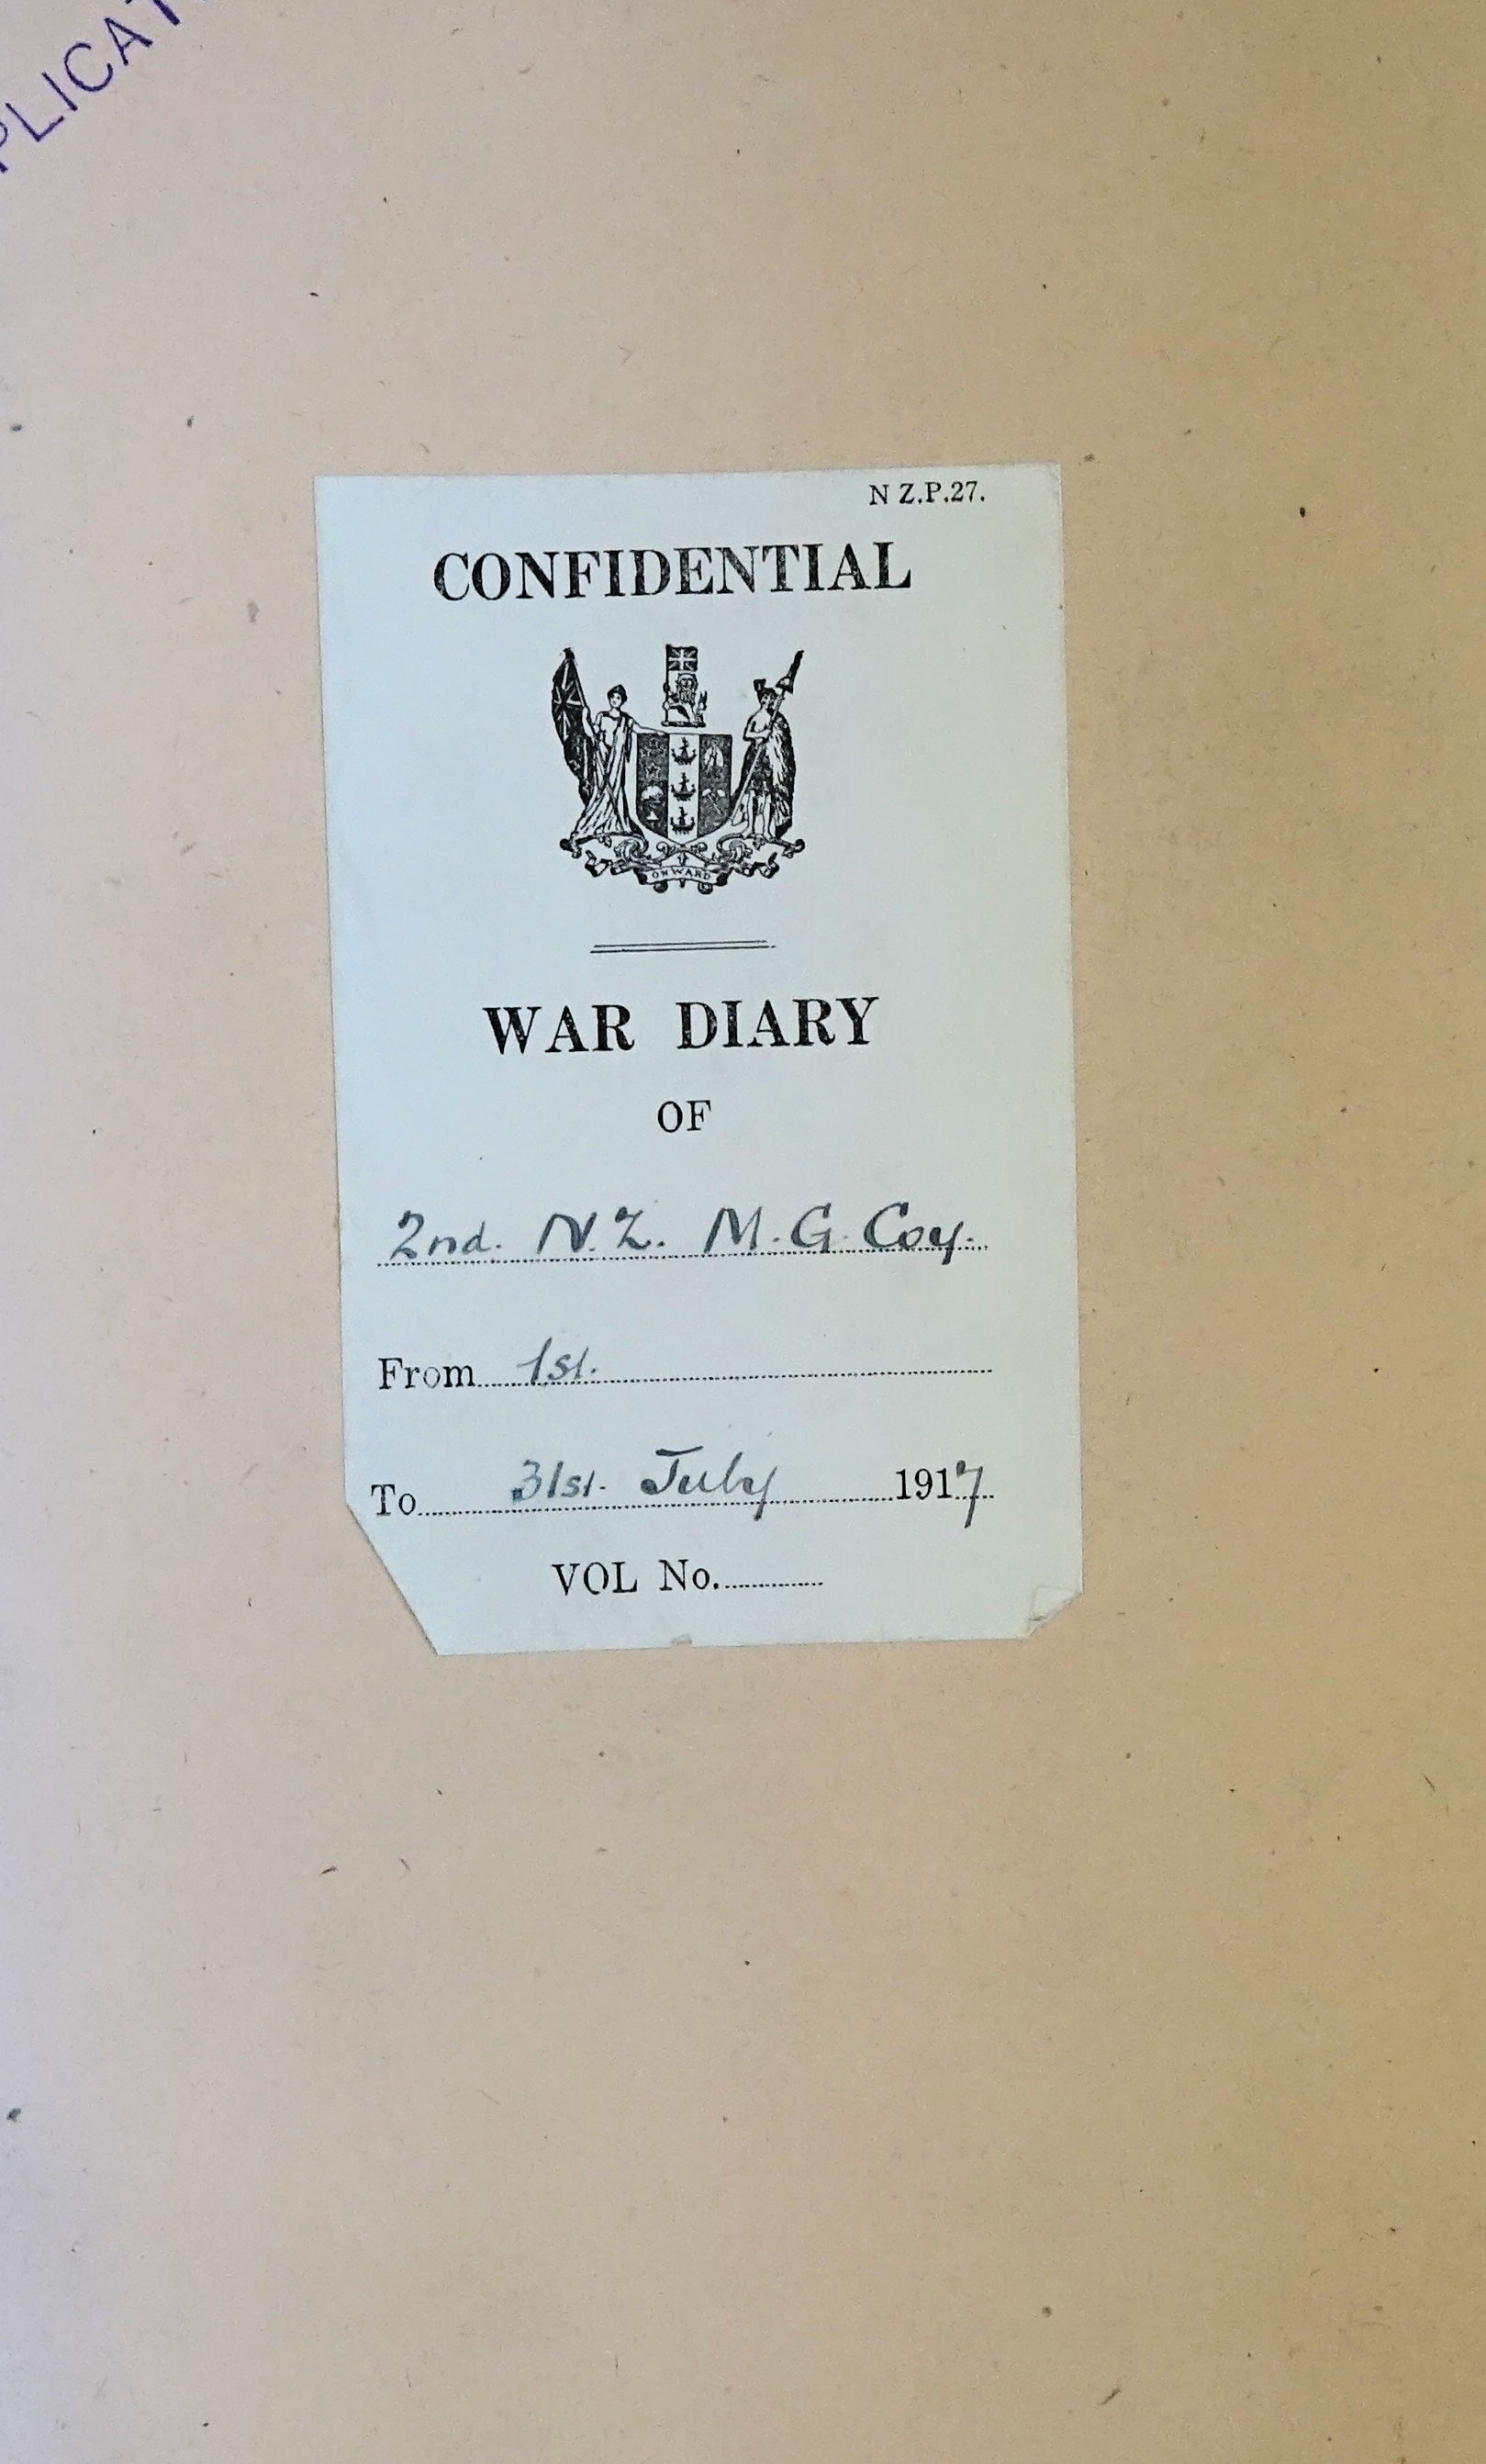 PLICAT
N Z.P.27.
CONFIDENTIAL
ONWARD
WAR DIARY
OF
2nd. N.Z. M.G. Coy.
From 1st.
To 31st. July 1917
VOL No.